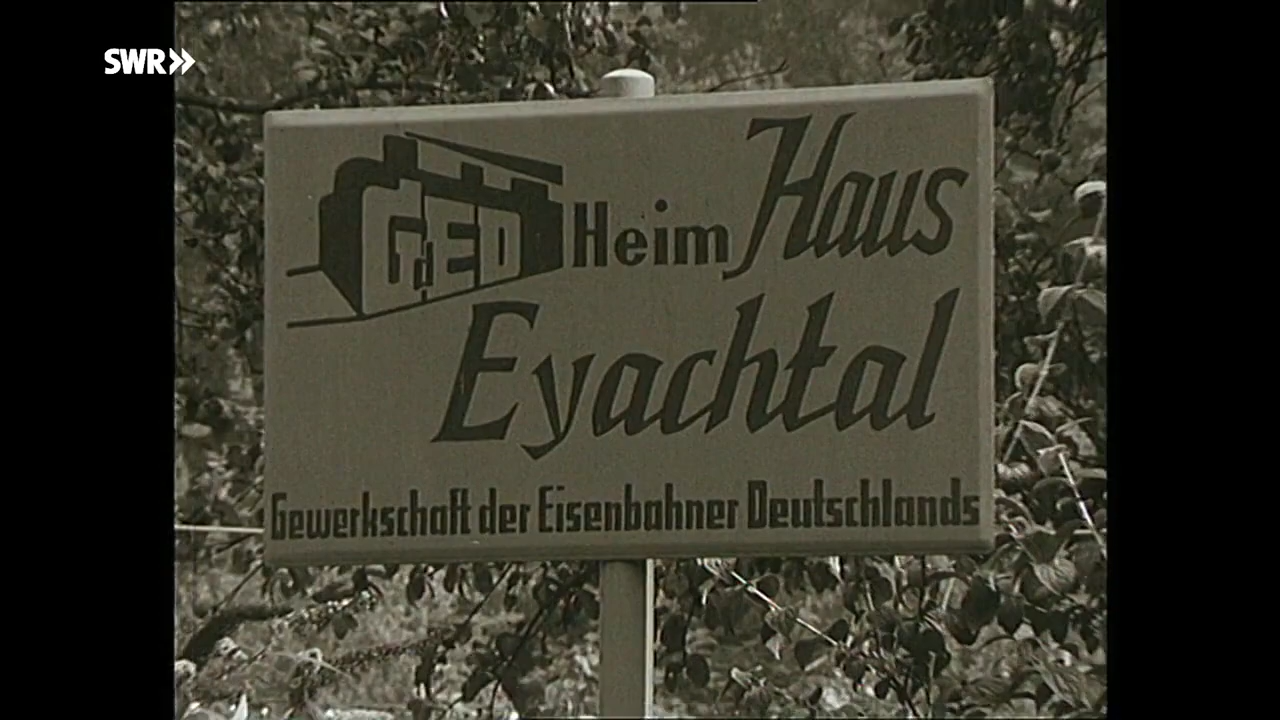 SWR»
GdED Heim Haus
Eyachtal
Gewerkschaft der Eisenbahner Deutschlands